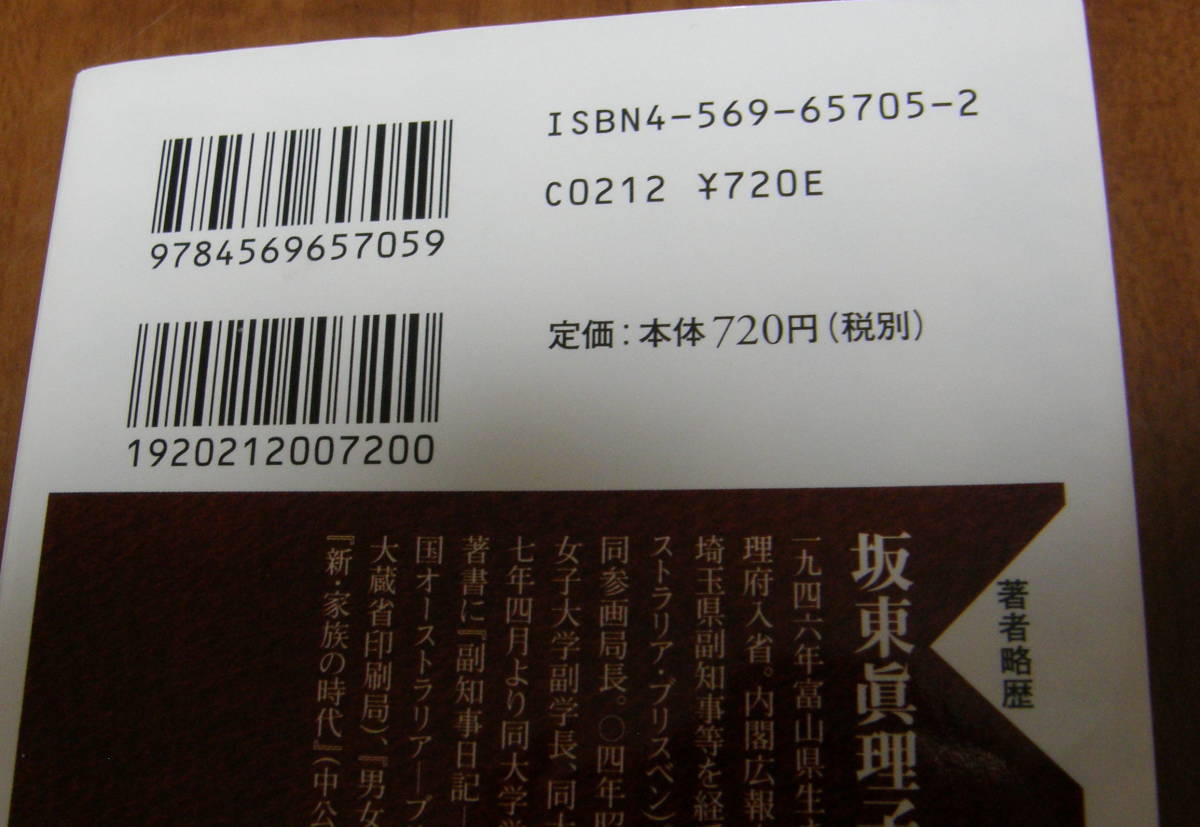 ISBN4-569-65705-2
C0212 ¥720E
9784569657059
定価：本体720円（税別）
1920212007200
著者略歴
坂東眞理子
一九四六年富山県生ま
理府入省。内閣広報
埼玉県副知事等を経
ストラリア・ブリスベン）
同参画局長。〇四年昭
女子大学副学長、同大
七年四月より同大学学
著書に『副知事日記―
国オーストラリア―ブ
大蔵省印刷局）、『男女
『新・家族の時代』（中公